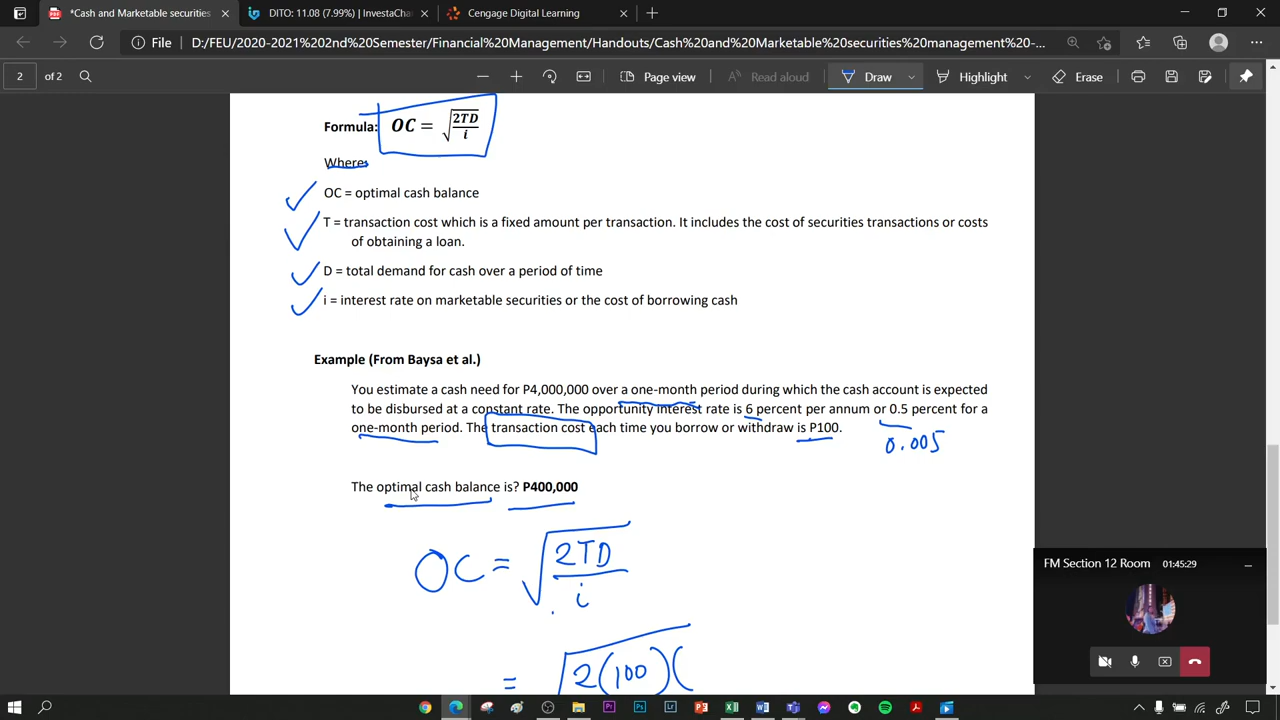 *Cash and Marketable securities
DITO: 11.08 (7.99%) | InvestaCha
Cengage Digital Learning
File
D:/FEU/2020-2021%202nd%20Semester/Financial%20Management/Handouts/Cash%20and%20Marketable%20securities%20management%20-...
2
of 2
Page view
Read aloud
Draw
Highlight
Erase
Formula: OC = √2TD/i
Where:
OC = optimal cash balance
T = transaction cost which is a fixed amount per transaction. It includes the cost of securities transactions or costs
of obtaining a loan.
D = total demand for cash over a period of time
i = interest rate on marketable securities or the cost of borrowing cash
Example (From Baysa et al.)
You estimate a cash need for P4,000,000 over a one-month period during which the cash account is expected
to be disbursed at a constant rate. The opportunity interest rate is 6 percent per annum or 0.5 percent for a
one-month period. The transaction cost each time you borrow or withdraw is P100.
0.005
The optimal cash balance is? P400,000
OC = √2TD/i
= √2(100)(
FM Section 12 Room
01:45:29